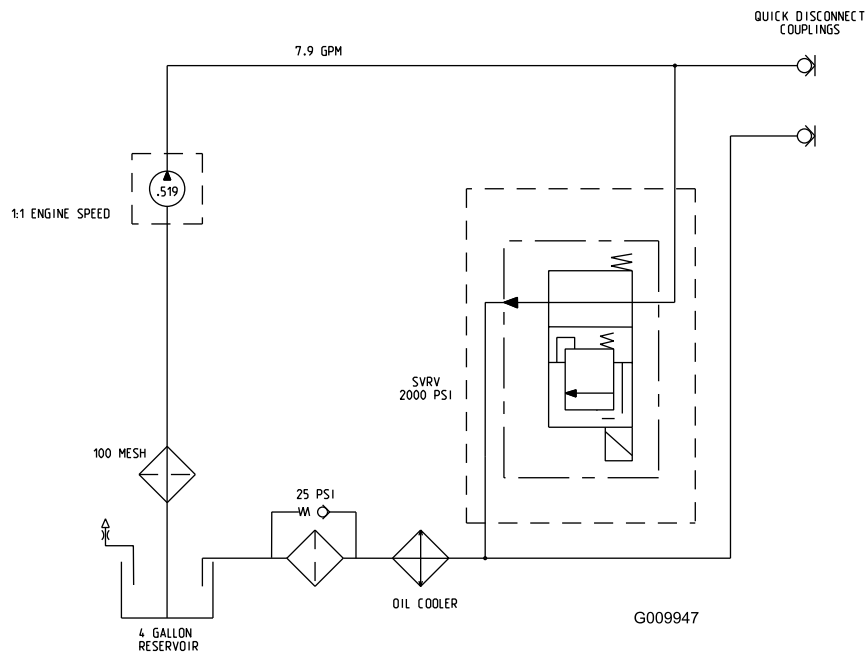 QUICK DISCONNECT
COUPLINGS
7.9 GPM
.519
1:1 ENGINE SPEED
SVRV
2000 PSI
100 MESH
25 PSI
OIL COOLER
4 GALLON
RESERVOIR
G009947